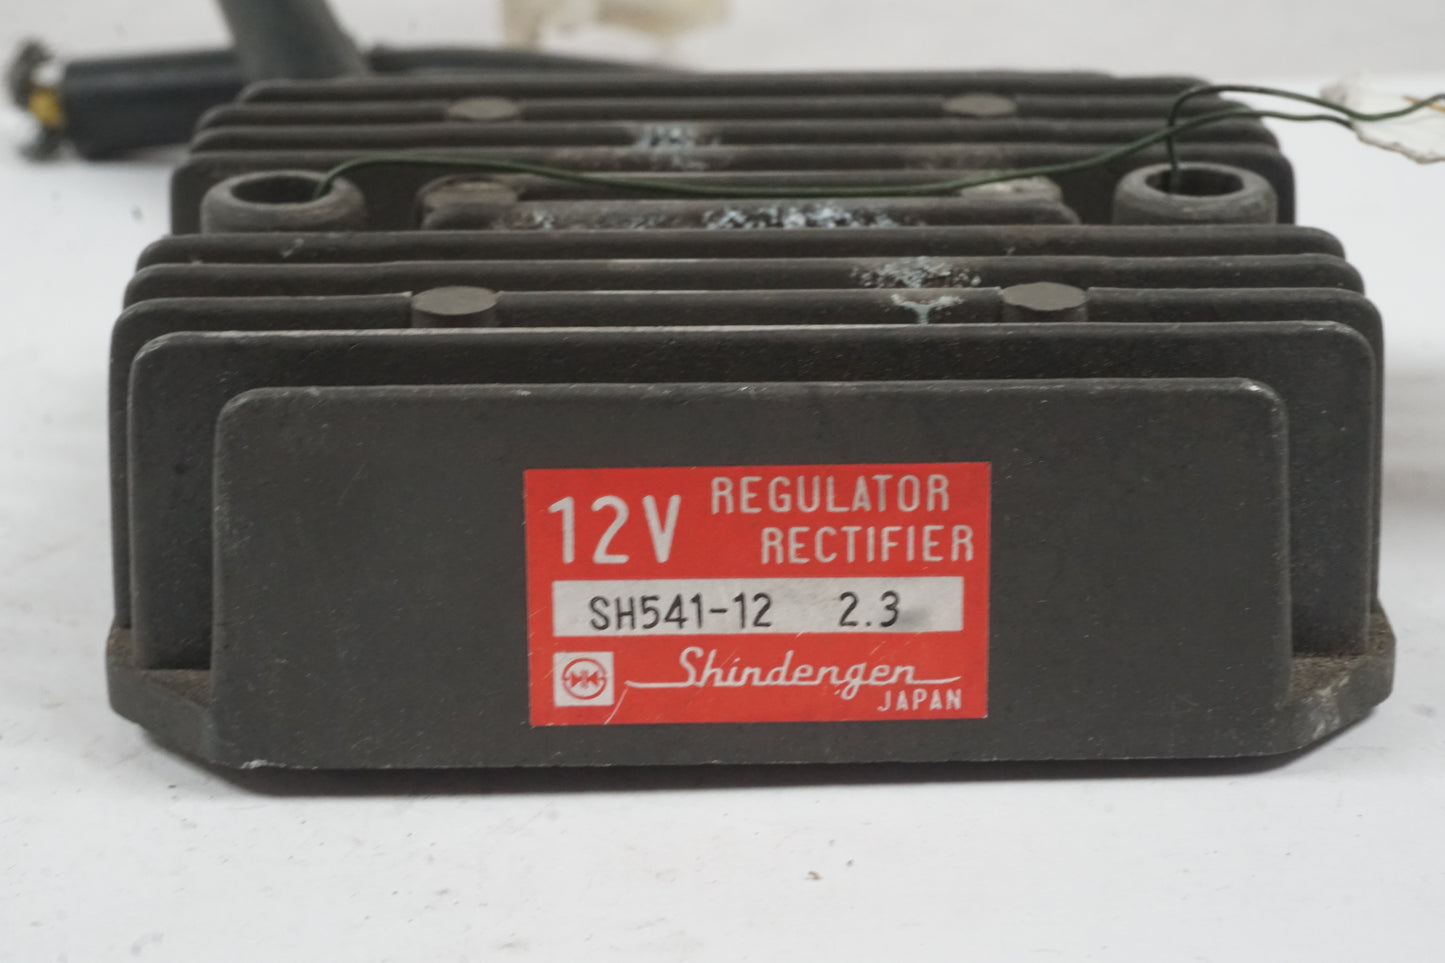 12V REGULATOR
RECTIFIER
SH541-12 2.3
Shindengen
JAPAN